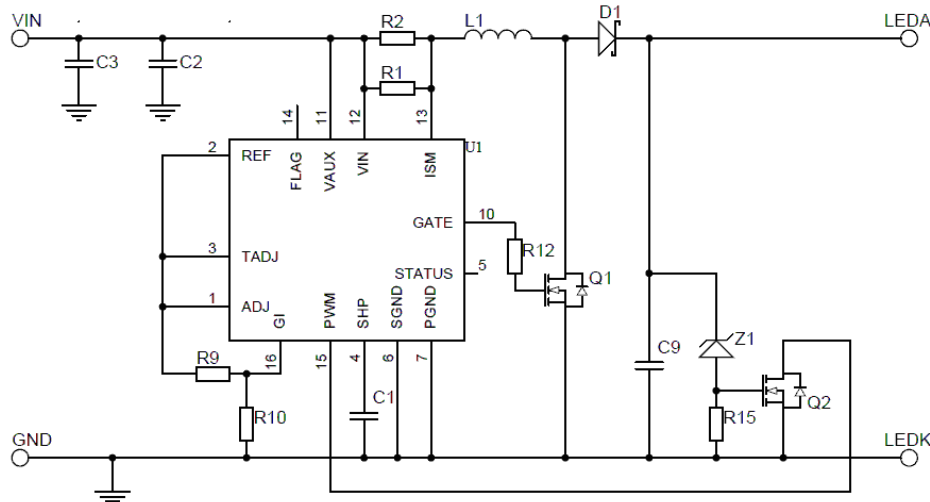 VIN
R2
L1
D1
LEDA
C3
C2
R1
14
11
12
13
U1
2
REF
FLAG
VAUX
VIN
ISM
GATE
10
R12
3
TADJ
STATUS
5
Q1
1
ADJ
GI
PWM
SHP
SGND
PGND
R9
16
15
4
6
7
C1
R10
C9
Z1
R15
Q2
GND
LEDK